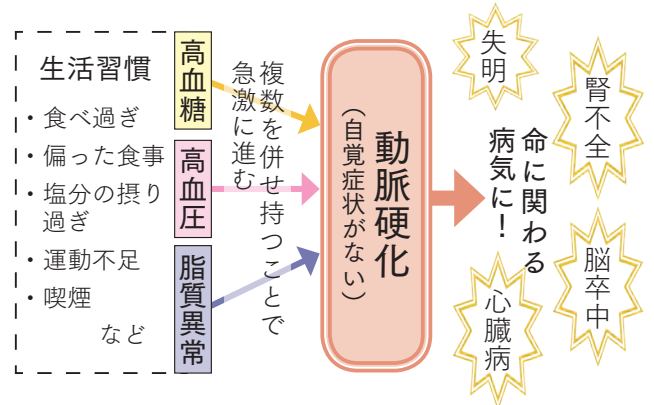 生活習慣
・食べ過ぎ
・偏った食事
・塩分の摂り
過ぎ
・運動不足
・喫煙
など
高血糖
高血圧
脂質異常
複数を併せ持つことで
急激に進む
動脈硬化
（自覚症状がない）
命に関わる
病気に！
失明
腎不全
脳卒中
心臓病